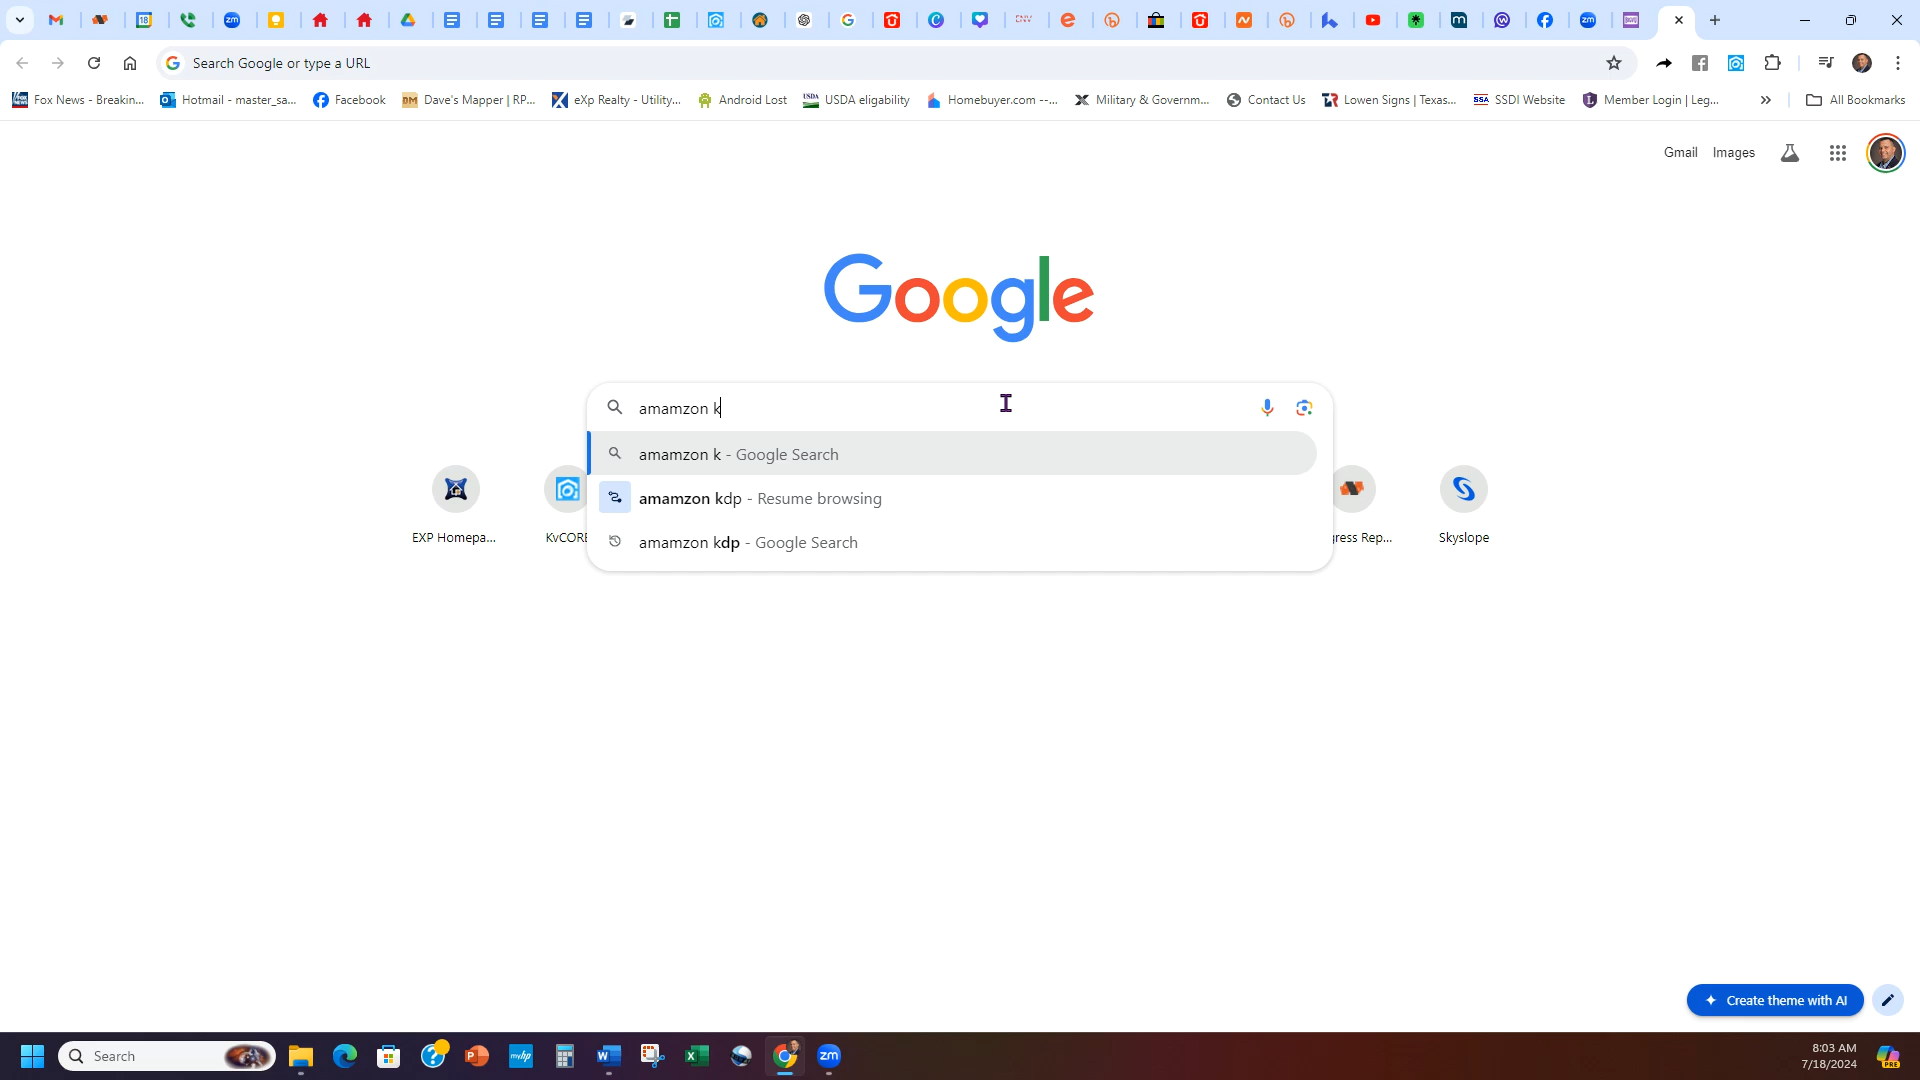 Search Google or type a URL
Fox News - Breakin...
Hotmail - master_sa...
Facebook
Dave's Mapper | RP...
eXp Realty - Utility...
Android Lost
USDA eligability
Homebuyer.com --...
Military & Governm...
Contact Us
Lowen Signs | Texas...
SSDI Website
Member Login | Leg...
All Bookmarks
Gmail
Images
Google
amamzon k
amamzon k - Google Search
amamzon kdp - Resume browsing
amamzon kdp - Google Search
EXP Homepa...
KvCORE
gress Rep...
Skyslope
Create theme with AI
Search
8:03 AM
7/18/2024